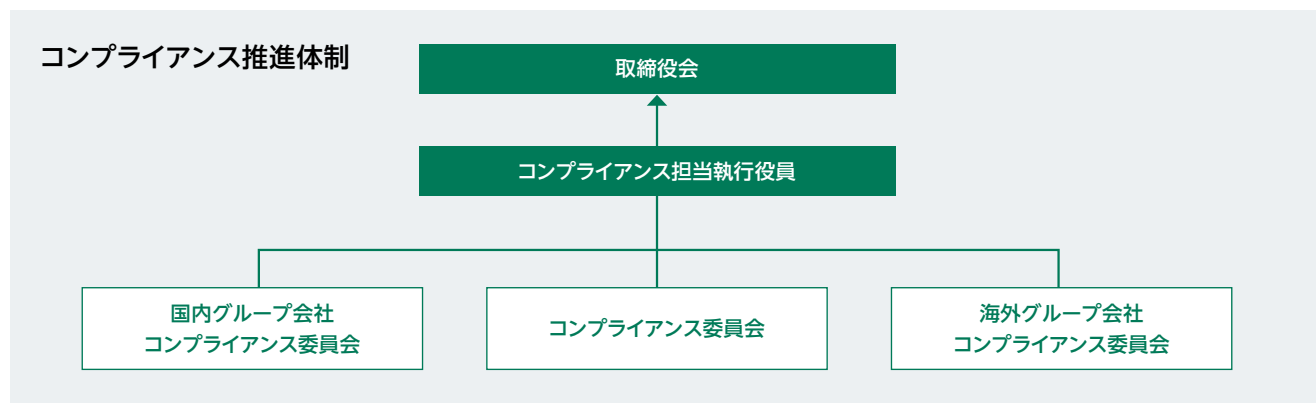 コンプライアンス推進体制
取締役会
コンプライアンス担当執行役員
国内グループ会社
コンプライアンス委員会
コンプライアンス委員会
海外グループ会社
コンプライアンス委員会